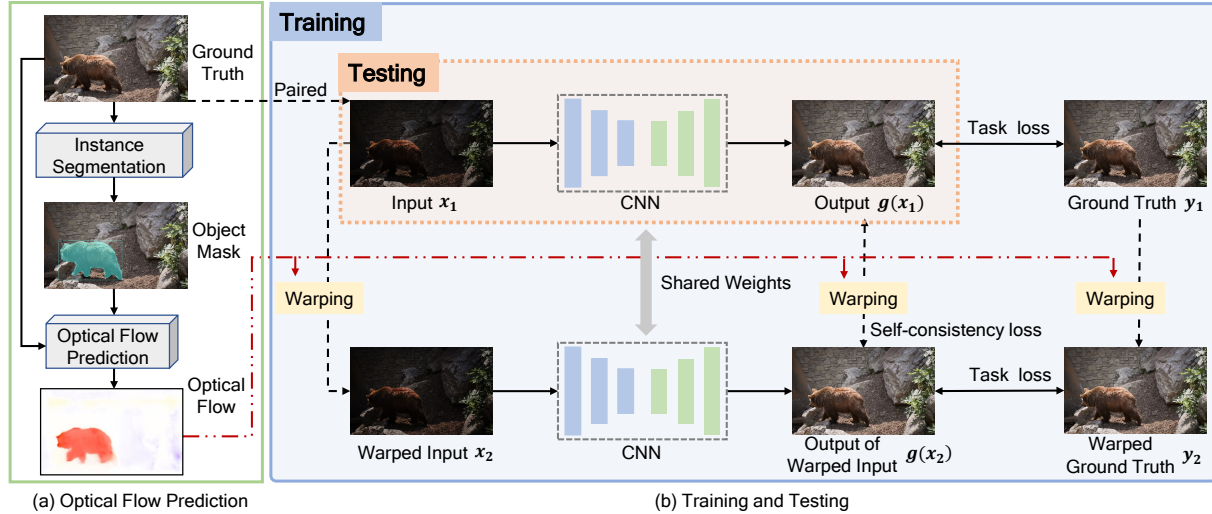 Ground
Truth
Instance
Segmentation
Object
Mask
Optical Flow
Prediction
Optical
Flow
(a) Optical Flow Prediction
Training
Testing
Paired
Input x₁
CNN
Output g(x₁)
Task loss
Ground Truth y₁
Warping
Shared Weights
Warping
Warping
Self-consistency loss
Warped Input x₂
CNN
Output of
Warped Input g(x₂)
Task loss
Warped
Ground Truth y₂
(b) Training and Testing